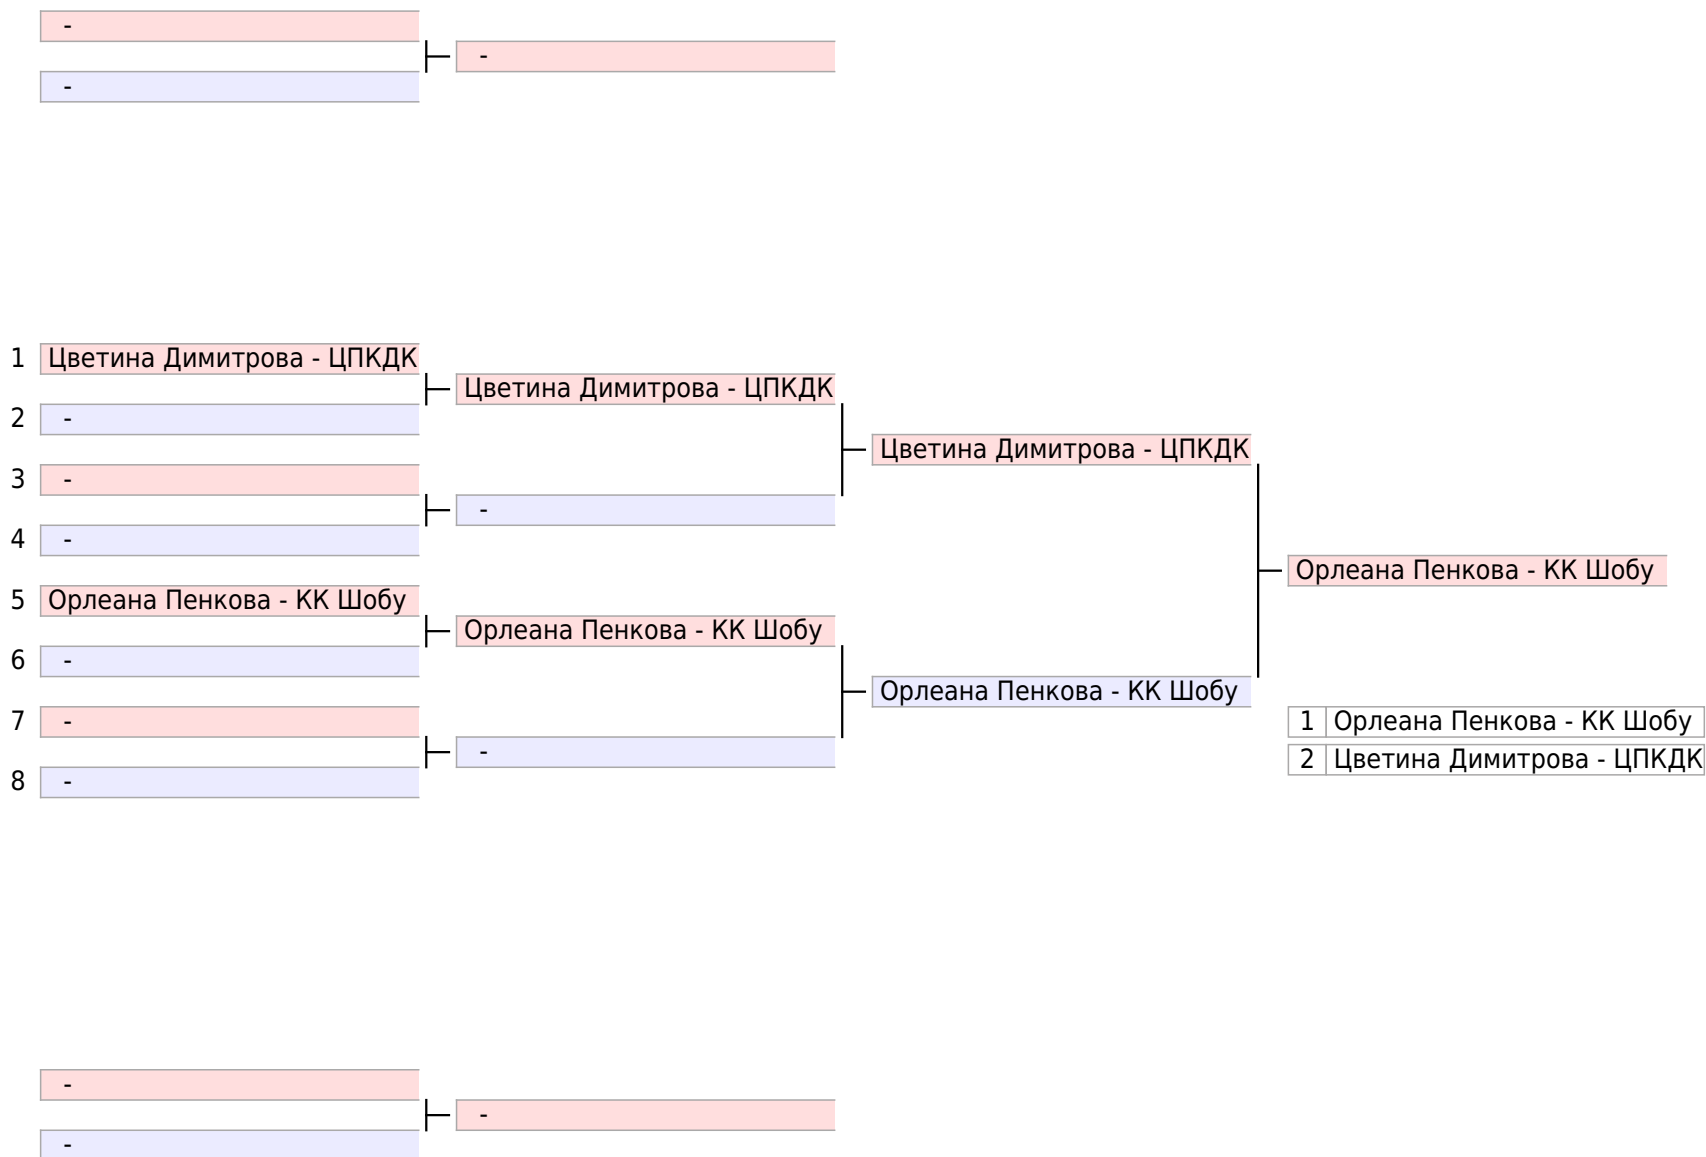 -
-
-
1 Цветина Димитрова - ЦПКДК
Цветина Димитрова - ЦПКДК
2 -
Цветина Димитрова - ЦПКДК
3 -
-
4 -
Орлеана Пенкова - КК Шобу
5 Орлеана Пенкова - КК Шобу
Орлеана Пенкова - КК Шобу
6 -
Орлеана Пенкова - КК Шобу
7 -
1 Орлеана Пенкова - КК Шобу
-
2 Цветина Димитрова - ЦПКДК
8 -
-
-
-